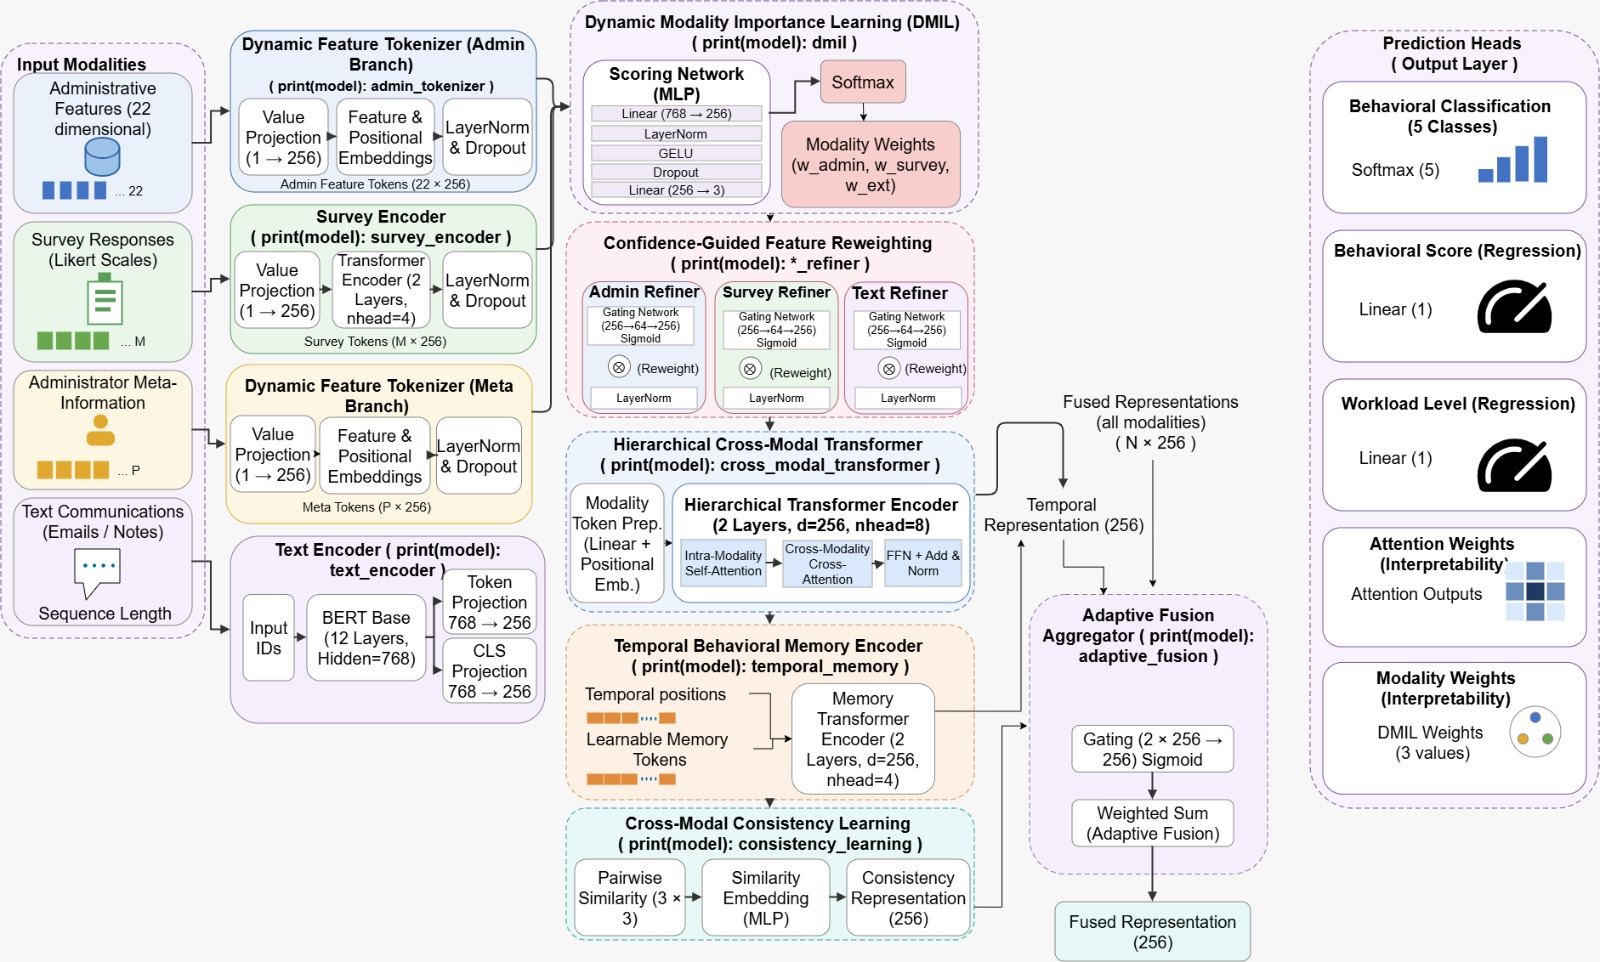 Input Modalities
Administrative
Features (22
dimensional)
... 22
Survey Responses
(Likert Scales)
... M
Administrator Meta-
Information
... P
Text Communications
(Emails / Notes)
Sequence Length
Dynamic Feature Tokenizer (Admin
Branch)
( print(model): admin_tokenizer )
Value
Projection
(1 → 256)
Feature &
Positional
Embeddings
LayerNorm
& Dropout
Admin Feature Tokens (22 × 256)
Survey Encoder
( print(model): survey_encoder )
Value
Projection
(1 → 256)
Transformer
Encoder (2
Layers,
nhead=4)
LayerNorm
& Dropout
Survey Tokens (M × 256)
Dynamic Feature Tokenizer (Meta
Branch)
Value
Projection
(1 → 256)
Feature &
Positional
Embeddings
LayerNorm
& Dropout
Meta Tokens (P × 256)
Text Encoder ( print(model):
text_encoder )
Input
IDs
BERT Base
(12 Layers,
Hidden=768)
Token
Projection
768 → 256
CLS
Projection
768 → 256
Dynamic Modality Importance Learning (DMIL)
( print(model): dmil )
Scoring Network
(MLP)
Linear (768 → 256)
LayerNorm
GELU
Dropout
Linear (256 → 3)
Softmax
Modality Weights
(w_admin, w_survey,
w_ext)
Confidence-Guided Feature Reweighting
( print(model): *_refiner )
Admin Refiner
Gating Network
(256→64→256)
Sigmoid
(Reweight)
LayerNorm
Survey Refiner
Gating Network
(256→64→256)
Sigmoid
(Reweight)
LayerNorm
Text Refiner
Gating Network
(256→64→256)
Sigmoid
(Reweight)
LayerNorm
Hierarchical Cross-Modal Transformer
( print(model): cross_modal_transformer )
Modality
Token Prep.
(Linear +
Positional
Emb.)
Hierarchical Transformer Encoder
(2 Layers, d=256, nhead=8)
Intra-Modality
Self-Attention
Cross-Modality
Cross-
Attention
FFN + Add &
Norm
Temporal Behavioral Memory Encoder
( print(model): temporal_memory )
Temporal positions
Learnable Memory
Tokens
Memory
Transformer
Encoder (2
Layers, d=256,
nhead=4)
Cross-Modal Consistency Learning
( print(model): consistency_learning )
Pairwise
Similarity (3 ×
3)
Similarity
Embedding
(MLP)
Consistency
Representation
(256)
Fused Representations
(all modalities)
( N × 256 )
Temporal
Representation (256)
Adaptive Fusion
Aggregator ( print(model):
adaptive_fusion )
Gating (2 × 256 →
256) Sigmoid
Weighted Sum
(Adaptive Fusion)
Fused Representation
(256)
Prediction Heads
( Output Layer )
Behavioral Classification
(5 Classes)
Softmax (5)
Behavioral Score (Regression)
Linear (1)
Workload Level (Regression)
Linear (1)
Attention Weights
(Interpretability)
Attention Outputs
Modality Weights
(Interpretability)
DMIL Weights
(3 values)